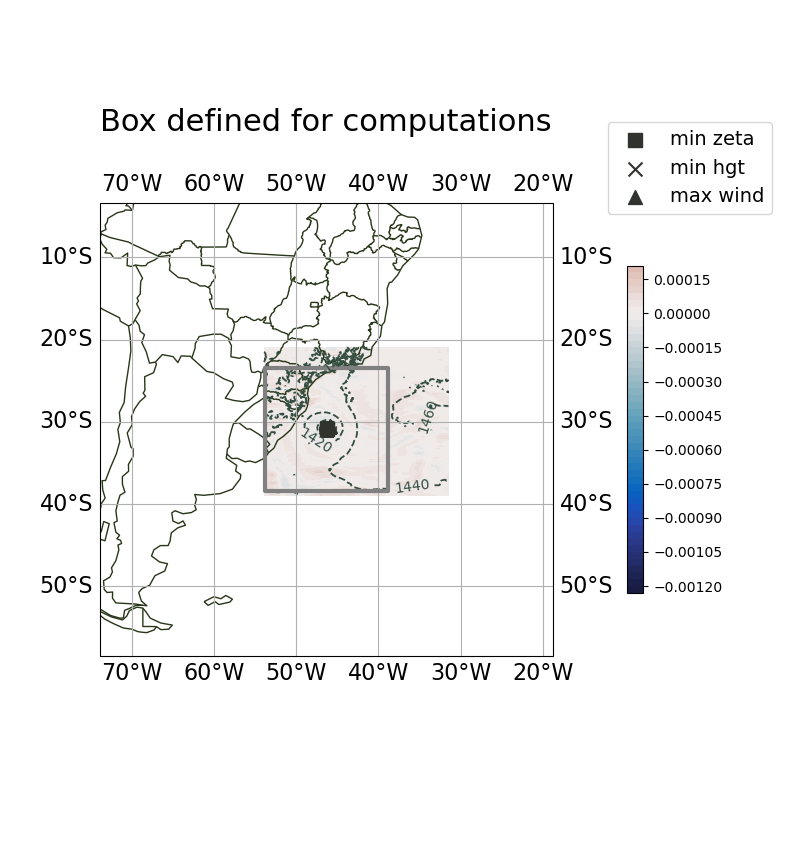 Box defined for computations
min zeta
min hgt
max wind
70°W 60°W 50°W 40°W 30°W 20°W
10°S 10°S
20°S 20°S
30°S 30°S
40°S 40°S
50°S 50°S
1420
1460
1440
70°W 60°W 50°W 40°W 30°W 20°W
0.00015
0.00000
−0.00015
−0.00030
−0.00045
−0.00060
−0.00075
−0.00090
−0.00105
−0.00120